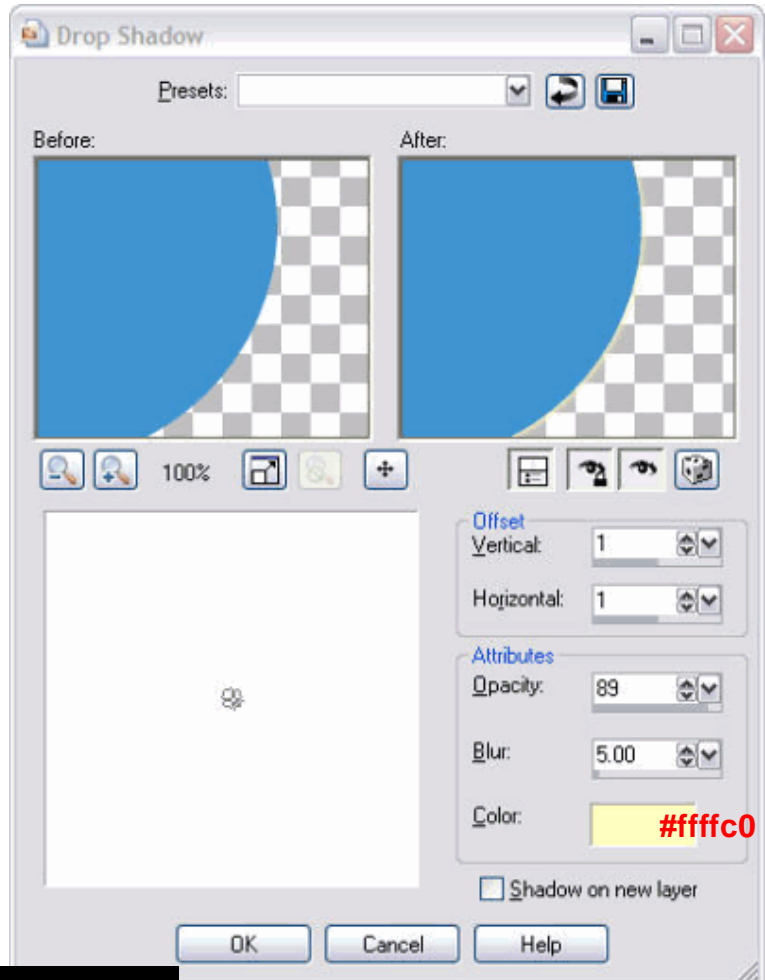 Drop Shadow
Presets:
Before:
After:
100%
Offset
Vertical: 1
Horizontal: 1
Attributes
Opacity: 89
Blur: 5.00
Color: #ffffc0
Shadow on new layer
OK Cancel Help